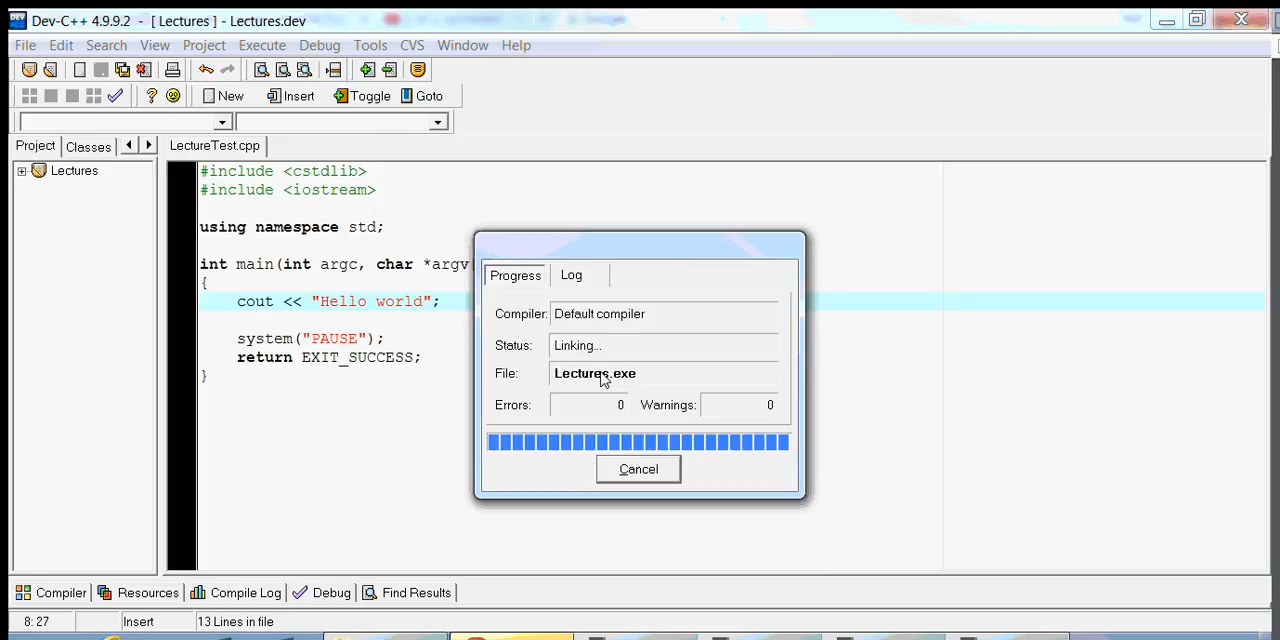 Dev-C++ 4.9.9.2 - [ Lectures ] - Lectures.dev
File Edit Search View Project Execute Debug Tools CVS Window Help
New Insert Toggle Goto
Project Classes LectureTest.cpp
Lectures
#include <cstdlib>
#include <iostream>
using namespace std;
int main(int argc, char *argv
{
cout << "Hello world";
system("PAUSE");
return EXIT_SUCCESS;
}
Progress Log
Compiler: Default compiler
Status: Linking...
File: Lectures.exe
Errors: 0 Warnings: 0
Cancel
Compiler Resources Compile Log Debug Find Results
8: 27 Insert 13 Lines in file